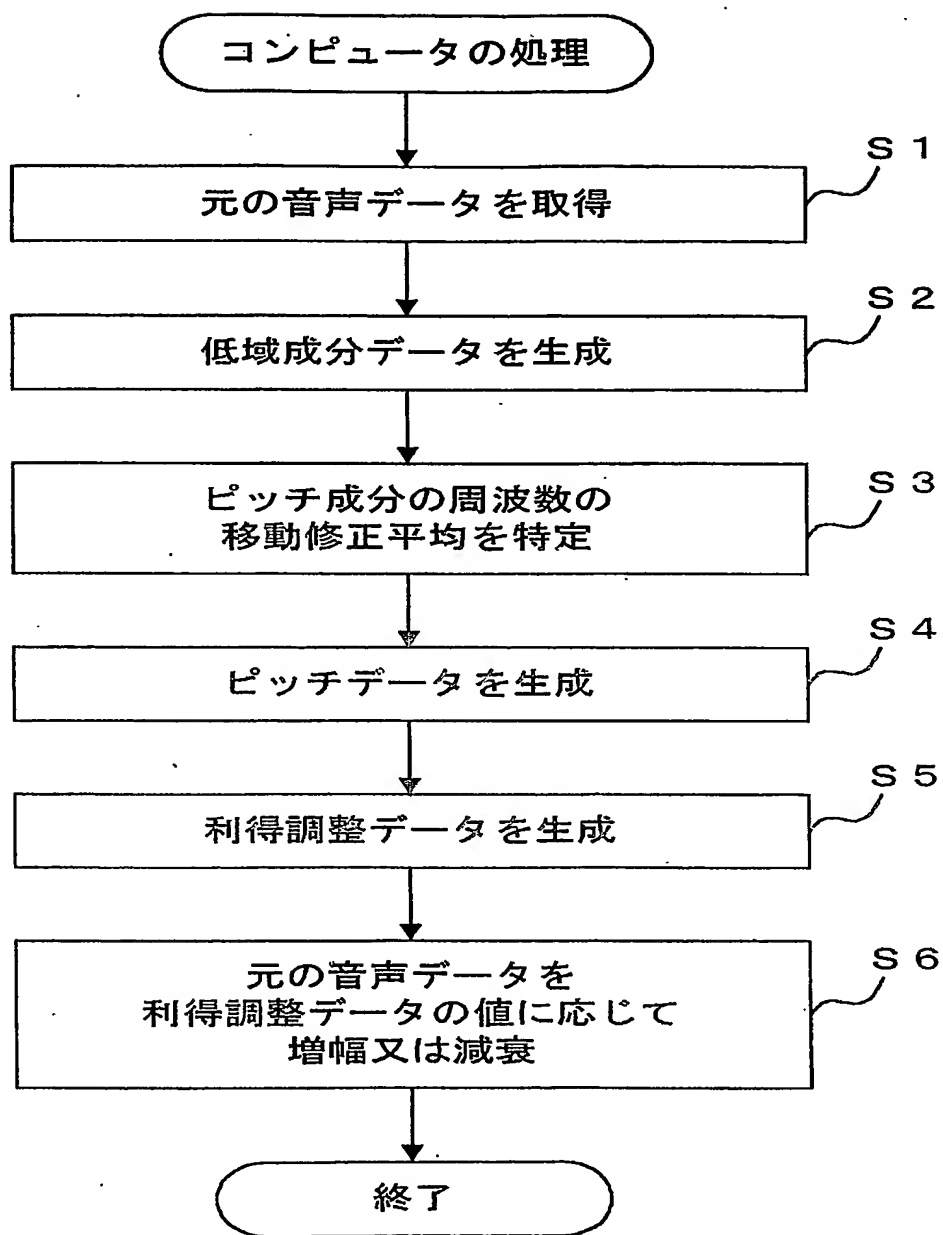 コンピュータの処理
S1
元の音声データを取得
S2
低域成分データを生成
S3
ピッチ成分の周波数の
移動修正平均を特定
S4
ピッチデータを生成
S5
利得調整データを生成
S6
元の音声データを
利得調整データの値に応じて
増幅又は減衰
終了